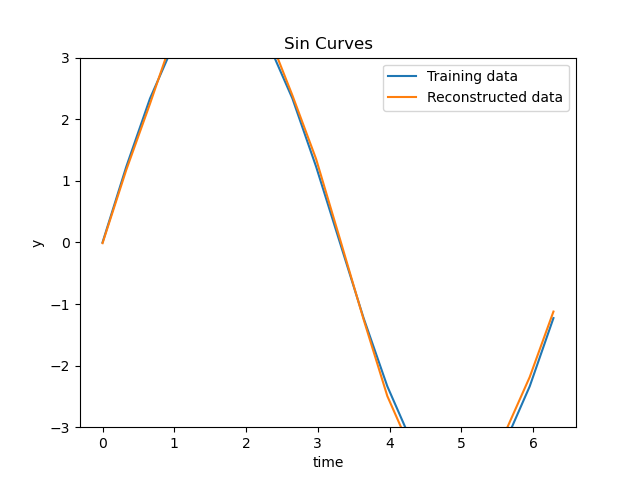 Sin Curves
Training data
Reconstructed data
3
2
1
0
−1
−2
−3
y
0 1 2 3 4 5 6
time